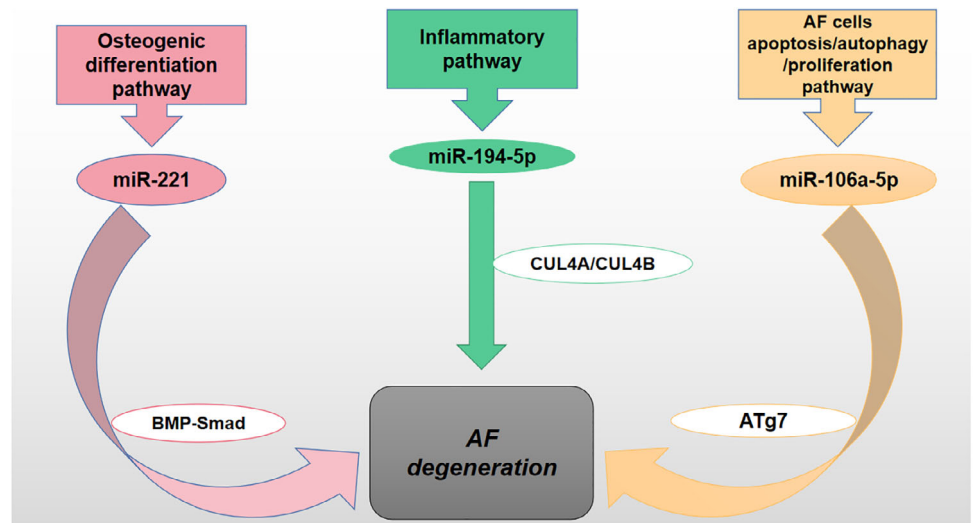 Osteogenic
differentiation
pathway
Inflammatory
pathway
AF cells
apoptosis/autophagy
/proliferation
pathway
miR-221
miR-194-5p
miR-106a-5p
CUL4A/CUL4B
BMP-Smad
ATg7
AF
degeneration